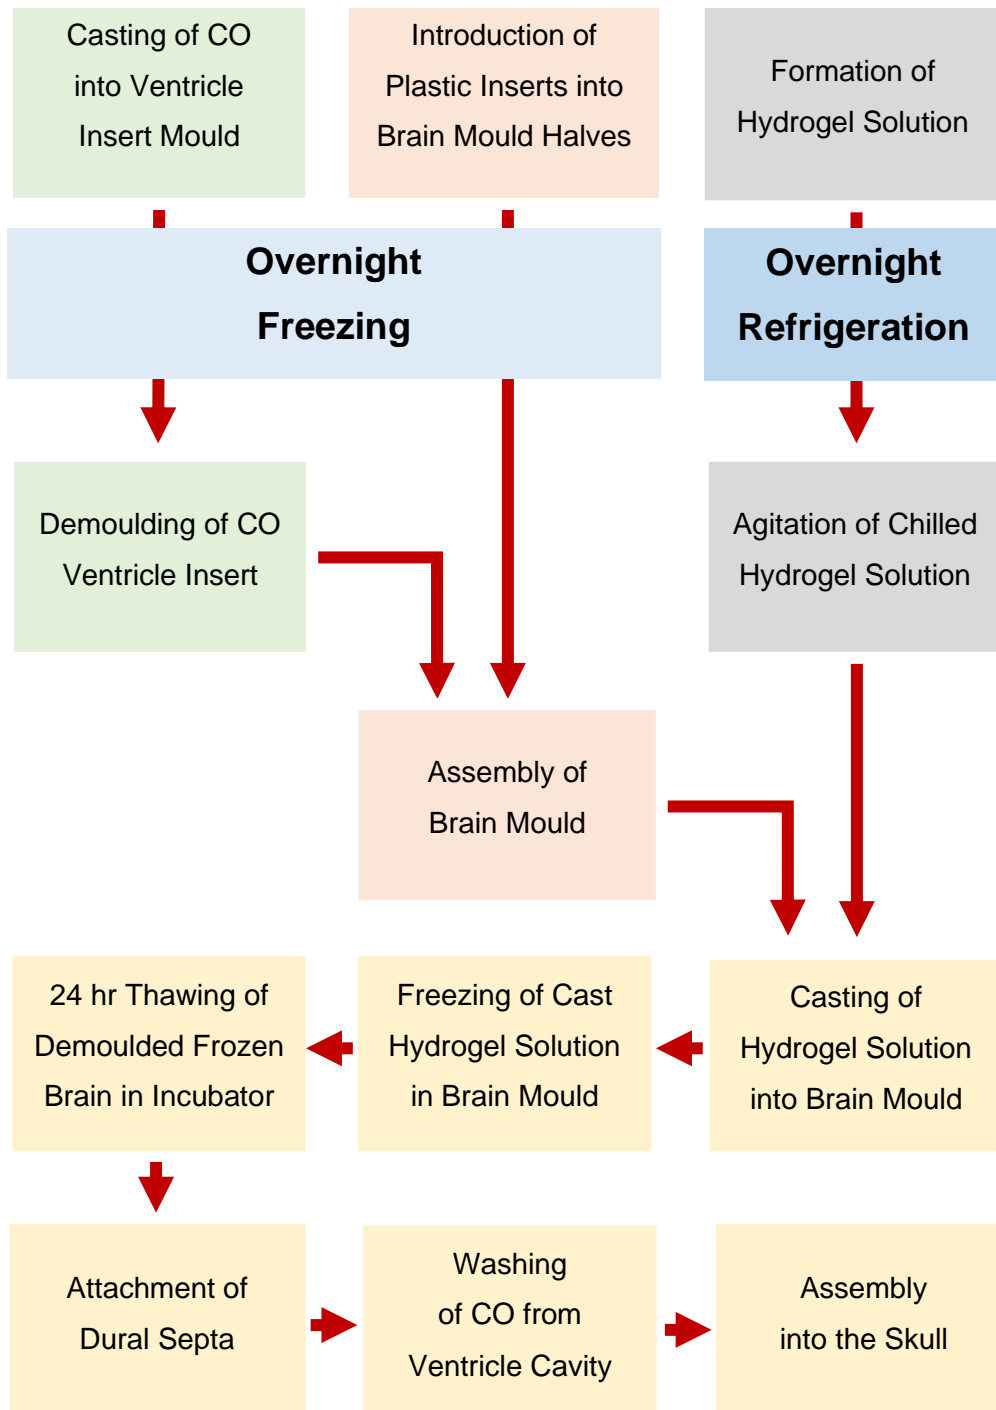 Casting of CO
into Ventricle
Insert Mould
Introduction of
Plastic Inserts into
Brain Mould Halves
Formation of
Hydrogel Solution
Overnight
Freezing
Overnight
Refrigeration
Demoulding of CO
Ventricle Insert
Agitation of Chilled
Hydrogel Solution
Assembly of
Brain Mould
24 hr Thawing of
Demoulded Frozen
Brain in Incubator
Freezing of Cast
Hydrogel Solution
in Brain Mould
Casting of
Hydrogel Solution
into Brain Mould
Attachment of
Dural Septa
Washing
of CO from
Ventricle Cavity
Assembly
into the Skull